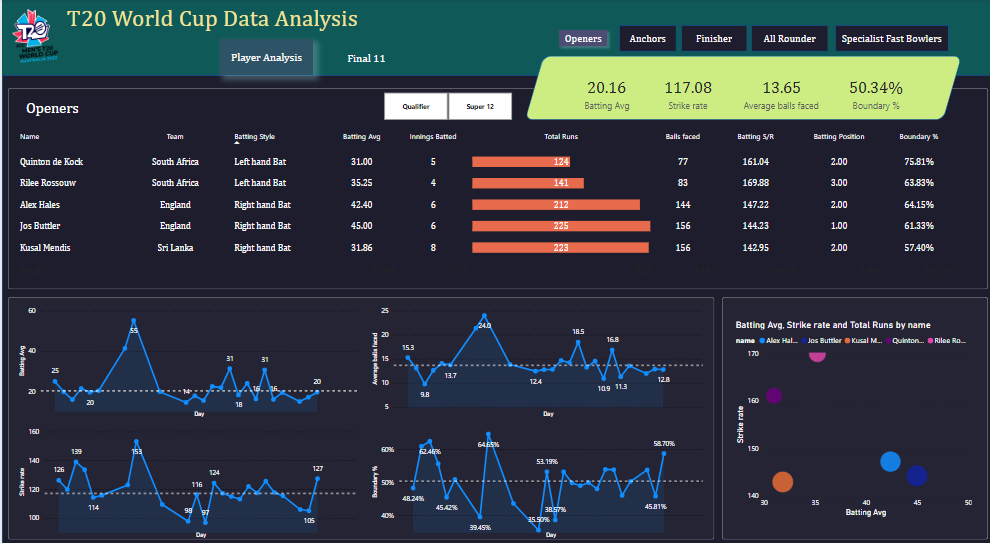 T20 World Cup Data Analysis
T20
MEN'S T20
WORLD CUP
Player Analysis
Final 11
Openers
Anchors
Finisher
All Rounder
Specialist Fast Bowlers
20.16 117.08 13.65 50.34%
Batting Avg Strike rate Average balls faced Boundary %
Openers
Qualifier
Super 12
Name Team Batting Style Batting Avg Innings Batted Total Runs Balls faced Batting S/R Batting Position Boundary %
Quinton de Kock South Africa Left hand Bat 31.00 5 124 77 161.04 2.00 75.81%
Rilee Rossouw South Africa Left hand Bat 35.25 4 141 83 169.88 3.00 63.83%
Alex Hales England Right hand Bat 42.40 6 212 144 147.22 2.00 64.15%
Jos Buttler England Right hand Bat 45.00 6 225 156 144.23 1.00 61.33%
Kusal Mendis Sri Lanka Right hand Bat 31.86 8 223 156 142.95 2.00 57.40%
Batting Avg
60
40
20
25
20
55
14
31
18
16
31
16
20
Day
Average balls faced
25
20
15
10
5
15.3
9.8
13.7
24.0
12.4
18.5
10.9
16.8
11.3
12.8
Day
Strike rate
160
140
120
100
126
139
114
153
98
116
97
124
105
127
Day
Boundary %
60%
50%
40%
48.24%
62.46%
45.42%
39.45%
64.65%
35.50%
53.19%
38.57%
45.81%
58.70%
Day
Batting Avg, Strike rate and Total Runs by name
name Alex Hal... Jos Buttler Kusal M... Quinton... Rilee Ro...
Strike rate
170
160
150
140
30 35 40 45 50
Batting Avg